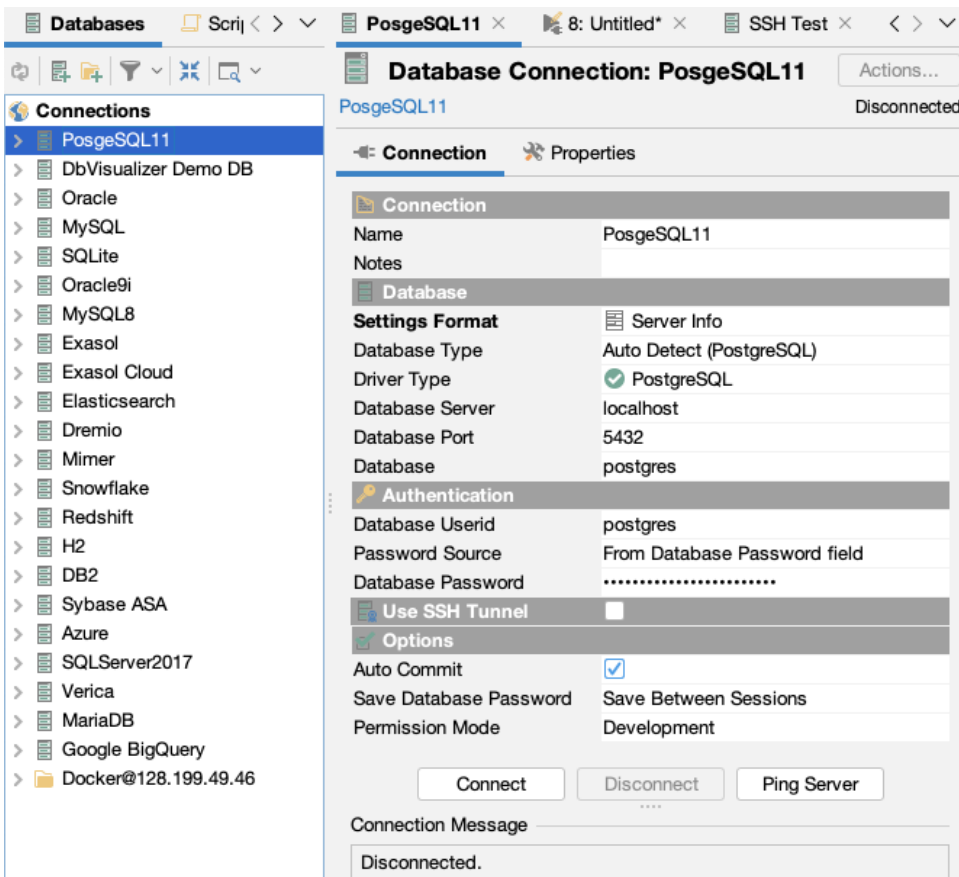 Databases
Scrip
PosgeSQL11
8: Untitled*
SSH Test
Connections
PosgeSQL11
DbVisualizer Demo DB
Oracle
MySQL
SQLite
Oracle9i
MySQL8
Exasol
Exasol Cloud
Elasticsearch
Dremio
Mimer
Snowflake
Redshift
H2
DB2
Sybase ASA
Azure
SQLServer2017
Verica
MariaDB
Google BigQuery
Docker@128.199.49.46
Database Connection: PosgeSQL11
Actions...
PosgeSQL11
Disconnected
Connection
Properties
Connection
Name PosgeSQL11
Notes
Database
Settings Format Server Info
Database Type Auto Detect (PostgreSQL)
Driver Type PostgreSQL
Database Server localhost
Database Port 5432
Database postgres
Authentication
Database Userid postgres
Password Source From Database Password field
Database Password ••••••••••••••••••••••••
Use SSH Tunnel
Options
Auto Commit
Save Database Password Save Between Sessions
Permission Mode Development
Connect
Disconnect
Ping Server
Connection Message
Disconnected.